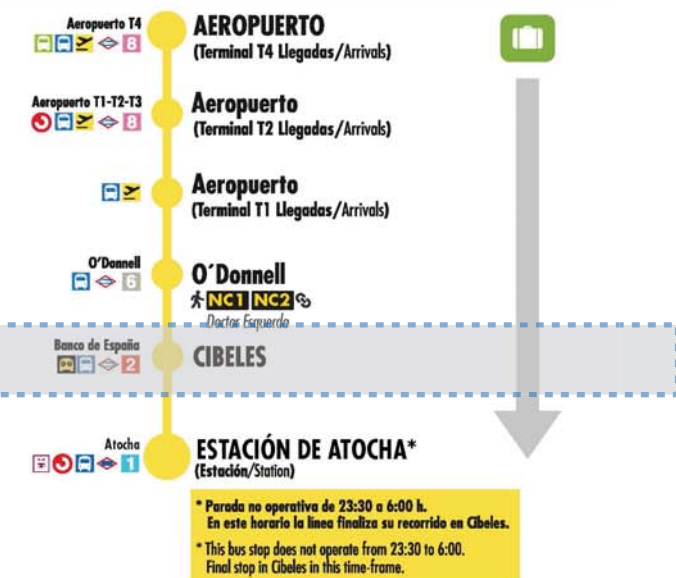 Aeropuerto T4
8
AEROPUERTO
(Terminal T4 Llegadas/Arrivals)
Aeropuerto T1-T2-T3
8
Aeropuerto
(Terminal T2 Llegadas/Arrivals)
Aeropuerto
(Terminal T1 Llegadas/Arrivals)
O'Donnell
6
O´Donnell
NC1 NC2
Doctor Esquerdo
Banco de España
2
CIBELES
Atocha
1
ESTACIÓN DE ATOCHA*
(Estación/Station)
* Parada no operativa de 23:30 a 6:00 h.
En este horario la línea finaliza su recorrido en Cibeles.
* This bus stop does not operate from 23:30 to 6:00.
Final stop in Cibeles in this time-frame.